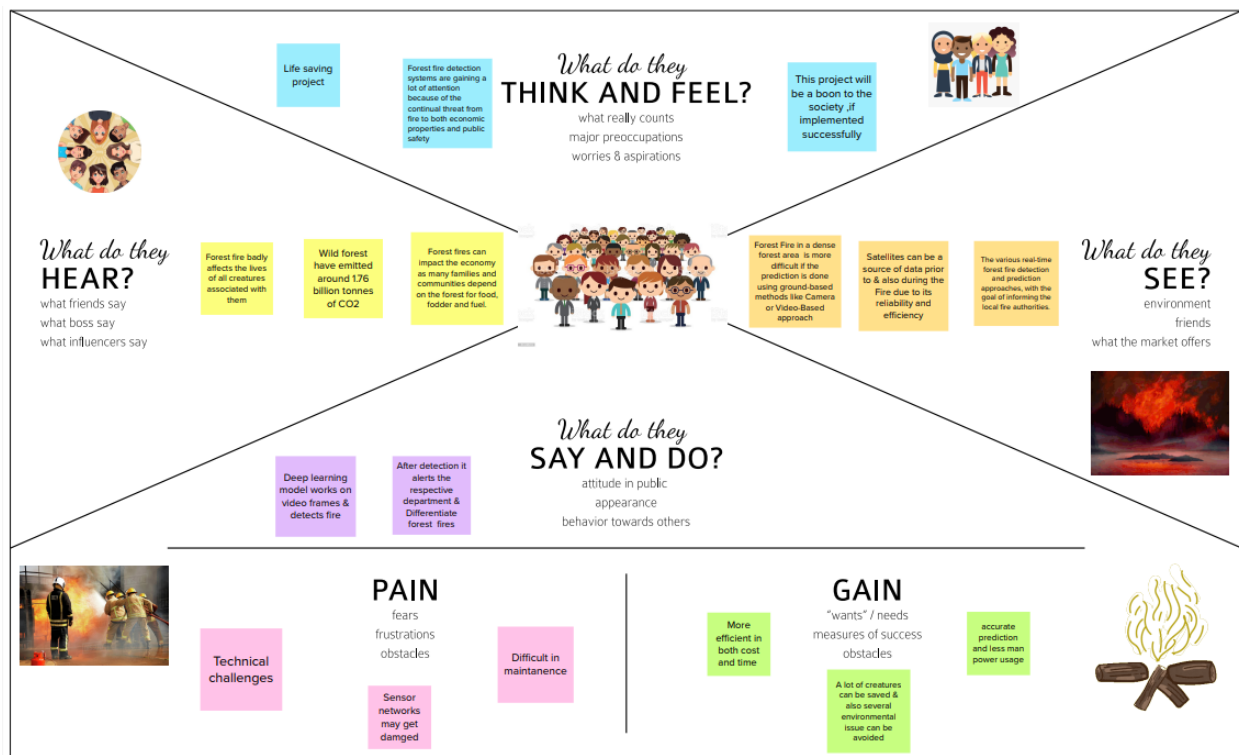 Life saving
project
Forest fire detection
systems are gaining a
lot of attention
because of the
continual threat from
fire to both economic
properties and public
safety
What do they
THINK AND FEEL?
what really counts
major preoccupations
worries & aspirations
This project will
be a boon to the
society ,if
implemented
successfully
What do they
HEAR?
what friends say
what boss say
what influencers say
Forest fire badly
affects the lives of
all creatures
associated with
them
Wild forest
have emitted
around 1.76
billion tonnes
of CO2
Forest fires can
impact the economy
as many families and
communities depend
on the forest for food,
fodder and fuel.
Forest Fire in a dense
forest area is more
difficult if the
prediction is done
using ground-based
methods like Camera
or Video-Based
approach
Satellites can be a
source of data prior
to & also during the
Fire due to its
reliability and
efficiency
The various real-time
forest fire detection
and prediction
approaches, with the
goal of informing the
local fire authorities.
What do they
SEE?
environment
friends
what the market offers
What do they
SAY AND DO?
attitude in public
appearance
behavior towards others
Deep learning
model works on
video frames &
detects fire
After detection it
alerts the
respective
department &
Differentiate
forest fires
PAIN
fears
frustrations
obstacles
Technical
challenges
Sensor
networks
may get
damged
Difficult in
maintanence
GAIN
"wants" / needs
measures of success
obstacles
More
efficient in
both cost
and time
A lot of creatures
can be saved &
also several
environmental
issue can be
avoided
accurate
prediction
and less man
power usage